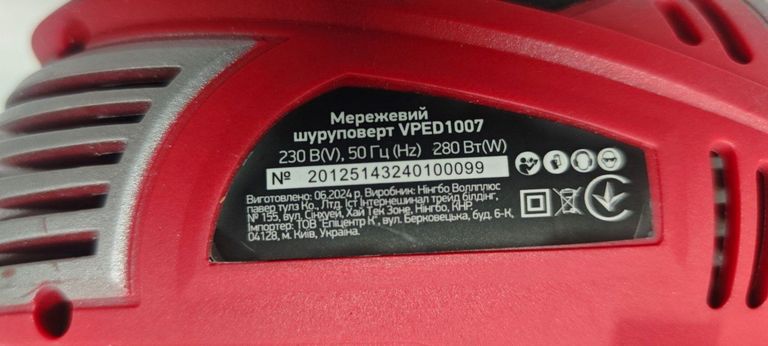 Мережевий
шуруповерт VPED1007
230 В(V), 50 Гц (Hz) 280 Вт(W)
№ 20125143240100099
Виготовлено: 06.2024 р. Виробник: Нінгбо Воллплюс
павер тулз Ко., Лтд. Іст Інтернешинал трейд білдінг,
№ 155, вул. Сінхуей, Хай Тек Зоне, Нінгбо, КНР.
Імпортер: ТОВ "Епіцентр К", вул. Берковецька, буд. 6-К,
04128, м. Київ, Україна.